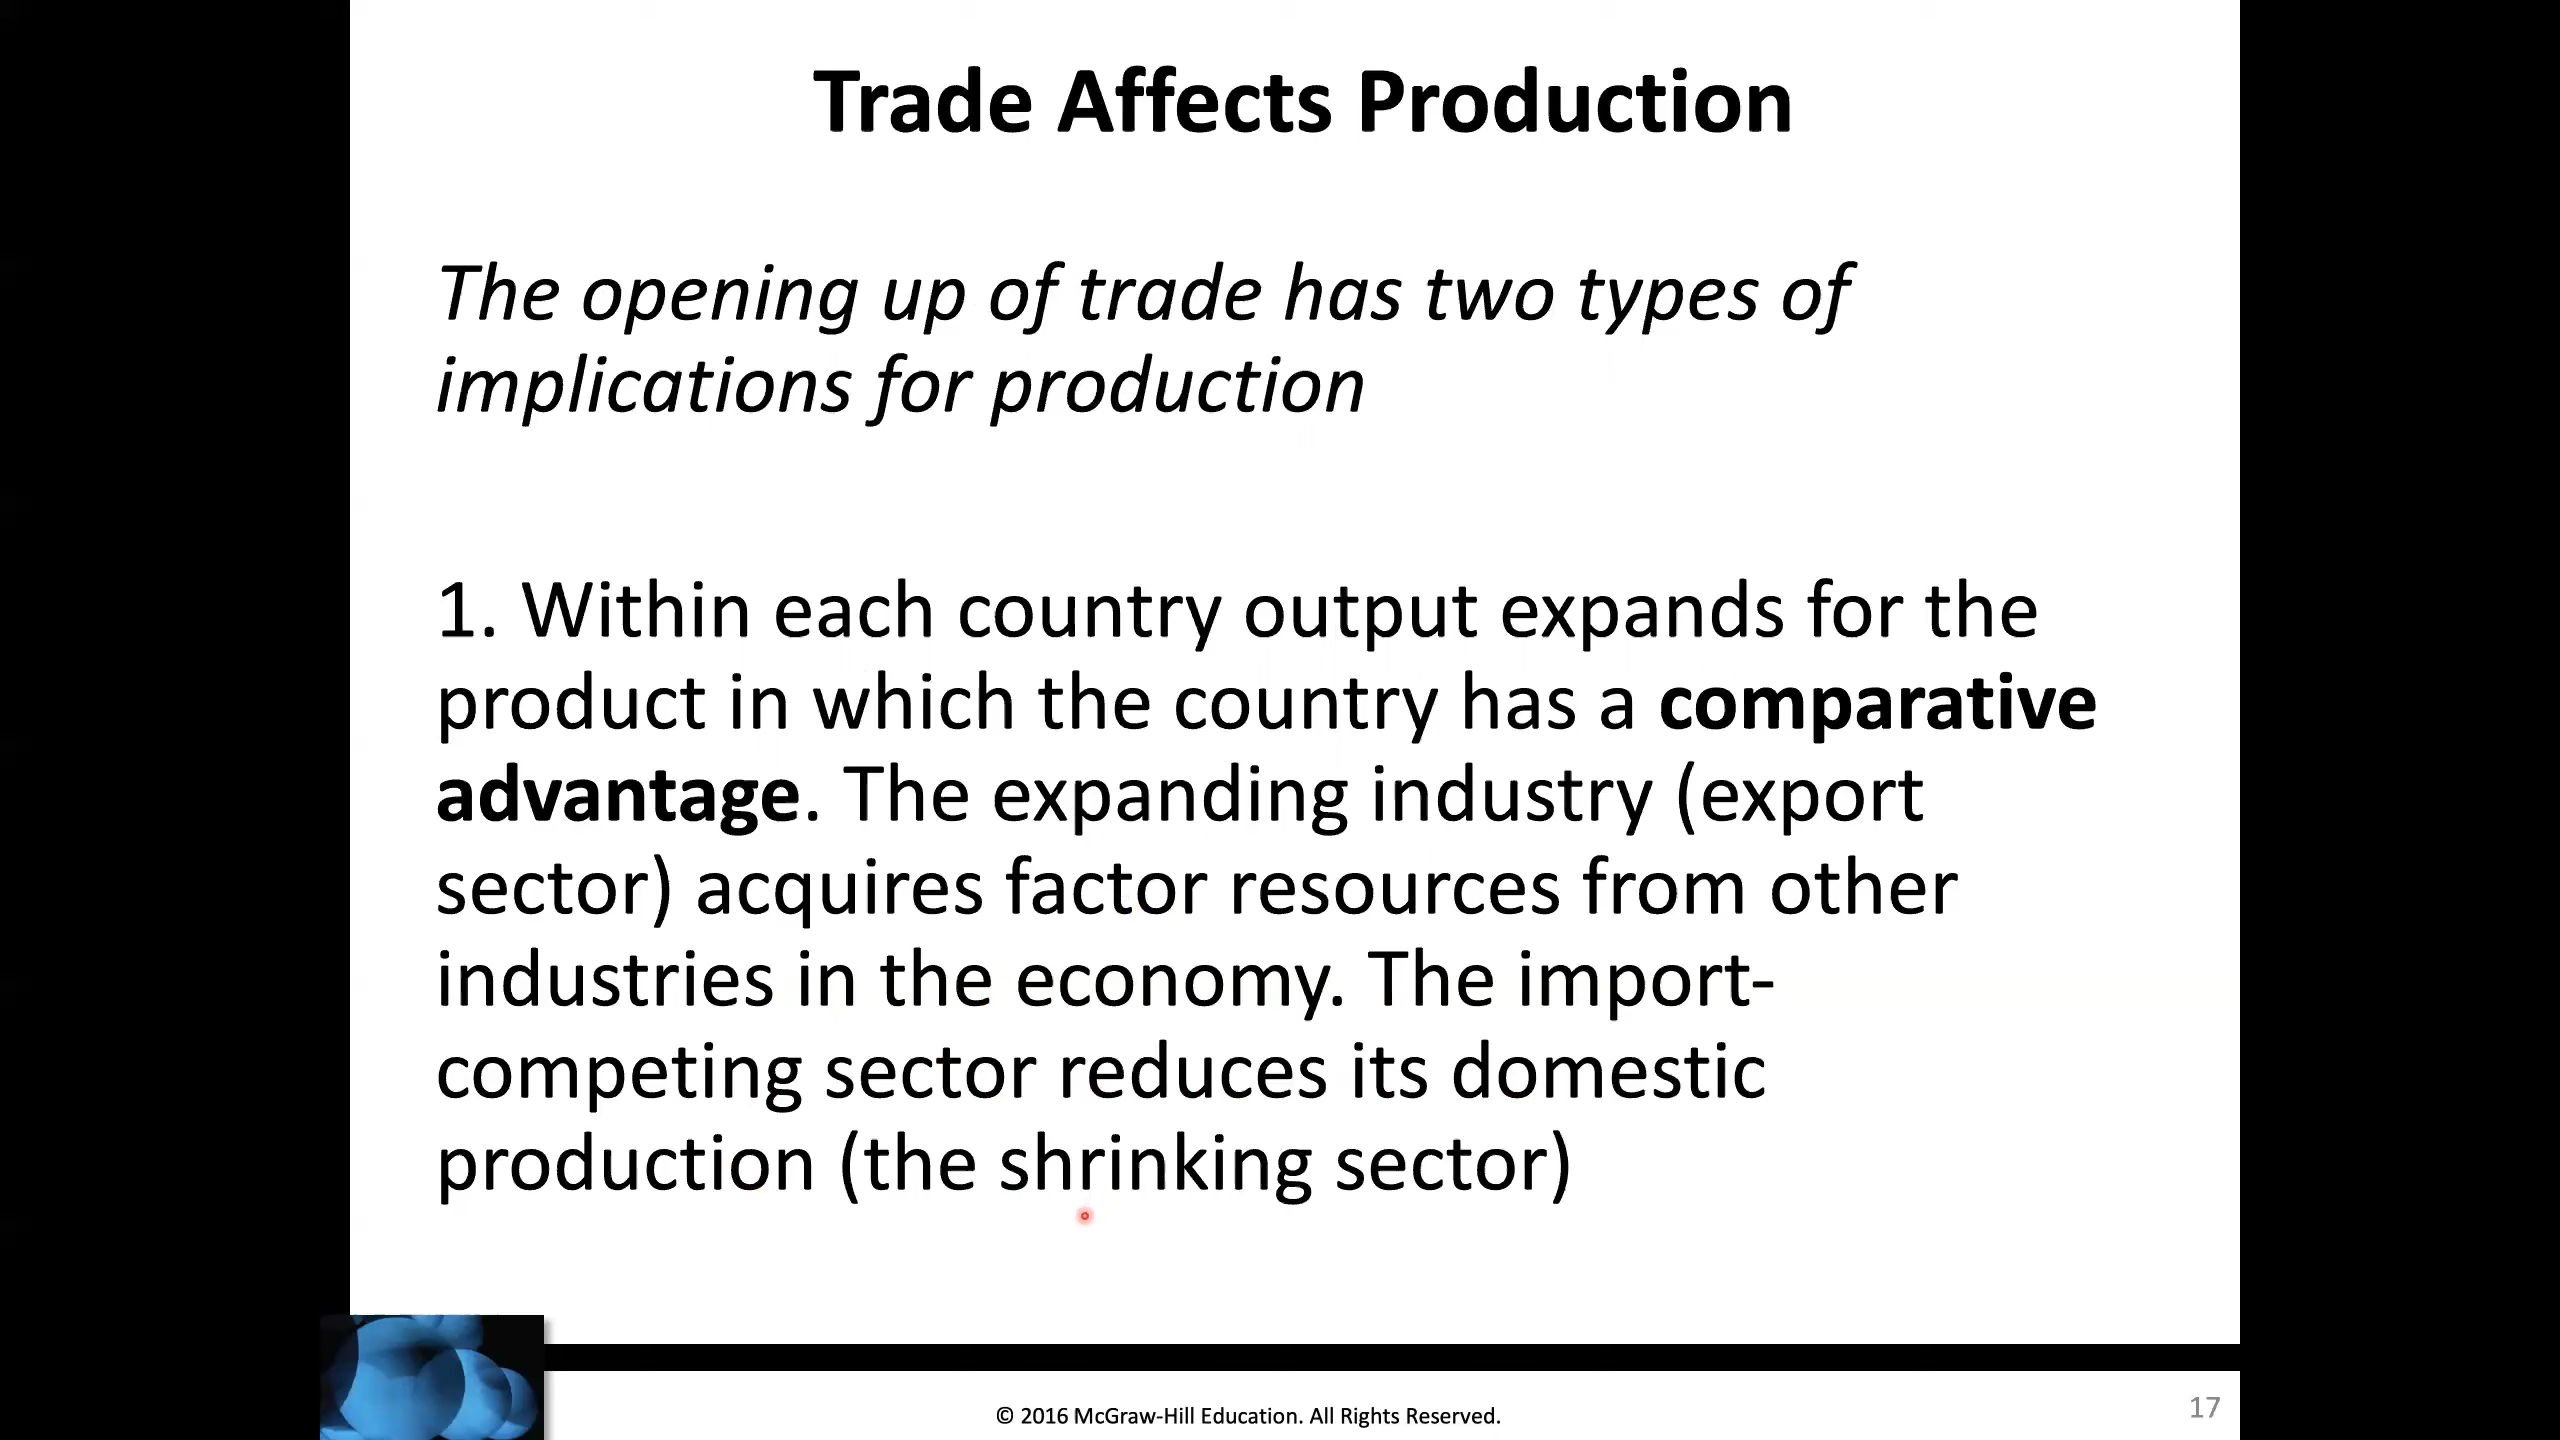 Trade Affects Production
The opening up of trade has two types of
implications for production
1. Within each country output expands for the
product in which the country has a comparative
advantage. The expanding industry (export
sector) acquires factor resources from other
industries in the economy. The import-
competing sector reduces its domestic
production (the shrinking sector)
© 2016 McGraw-Hill Education. All Rights Reserved.
17